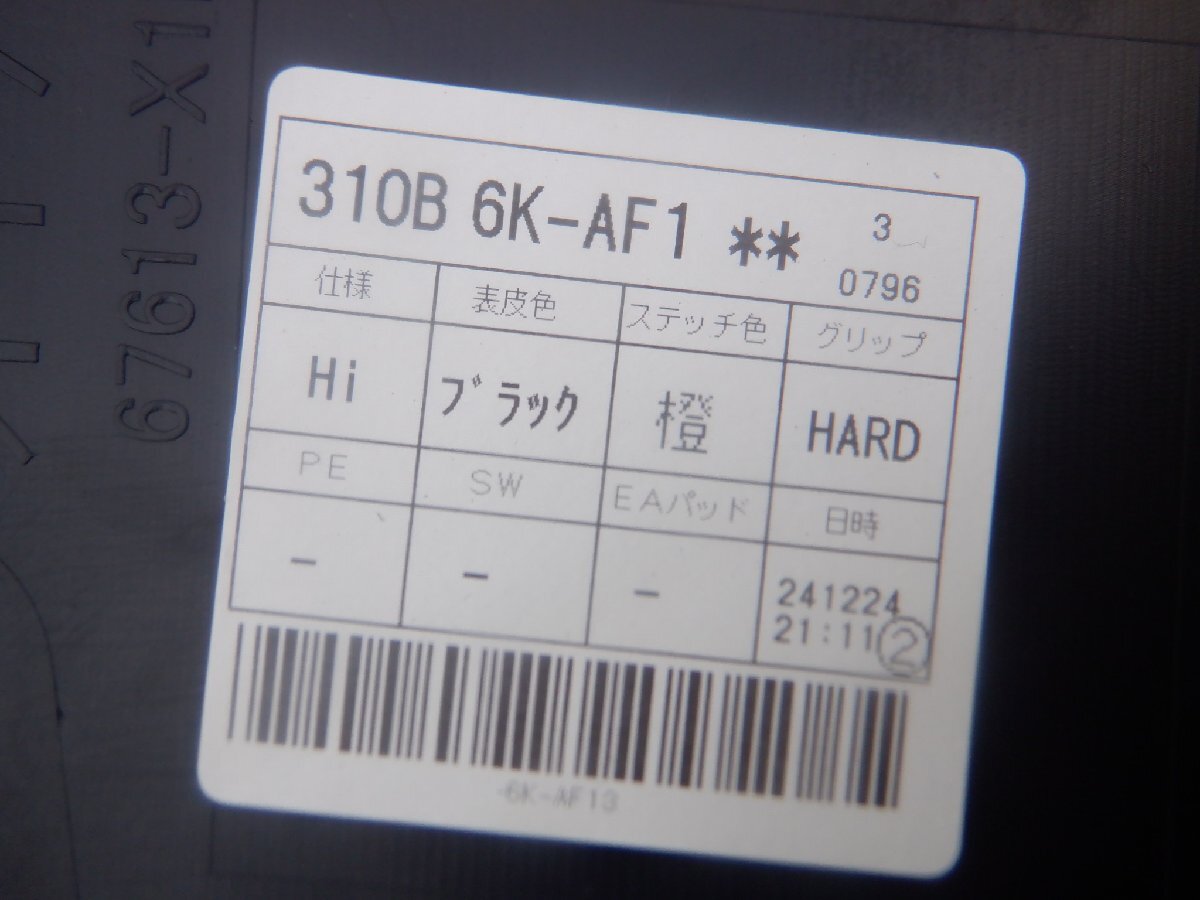 67613-X1
310B 6K-AF1 ** 3
0796
仕様 表皮色 ステッチ色 グリップ
Hi ブラック 橙 HARD
PE SW EAパッド 日時
- - - 241224
21:11②
-6K-AF13